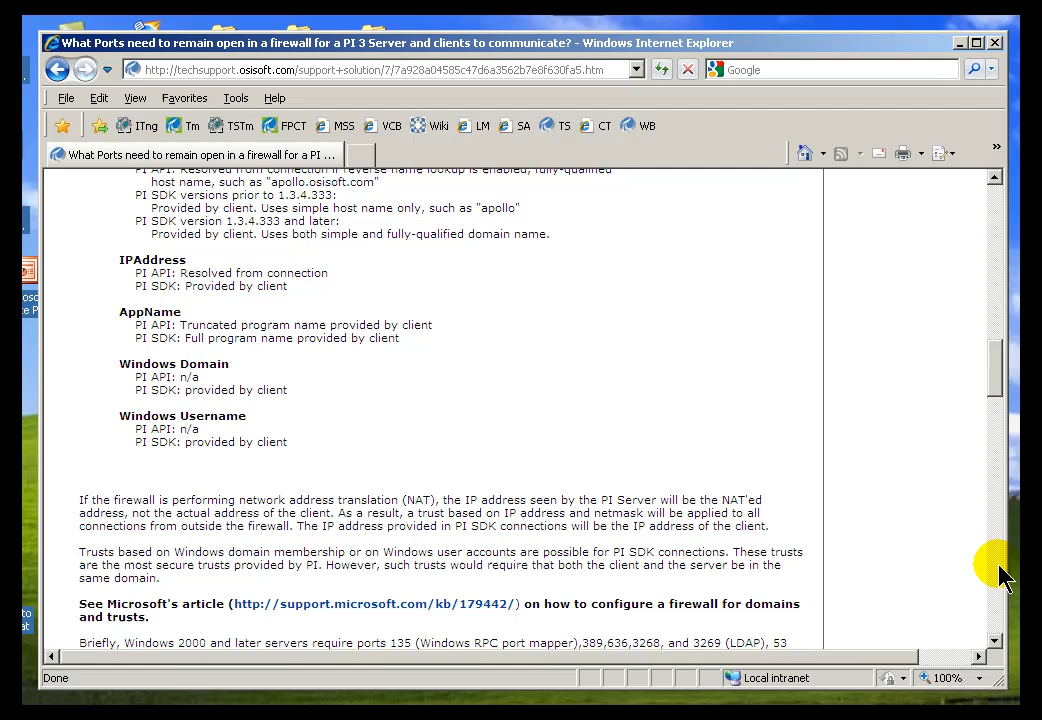 What Ports need to remain open in a firewall for a PI 3 Server and clients to communicate? - Windows Internet Explorer
http://techsupport.osisoft.com/support+solution/7/7a928a04585c47d6a3562b7e8f630fa5.htm
Google
File Edit View Favorites Tools Help
ITng Tm TSTm FPCT MSS VCB Wiki LM SA TS CT WB
What Ports need to remain open in a firewall for a PI ...
»
PI API: Resolved from connection if reverse name lookup is enabled, fully-qualified
host name, such as "apollo.osisoft.com"
PI SDK versions prior to 1.3.4.333:
Provided by client. Uses simple host name only, such as "apollo"
PI SDK version 1.3.4.333 and later:
Provided by client. Uses both simple and fully-qualified domain name.
IPAddress
PI API: Resolved from connection
PI SDK: Provided by client
AppName
PI API: Truncated program name provided by client
PI SDK: Full program name provided by client
Windows Domain
PI API: n/a
PI SDK: provided by client
Windows Username
PI API: n/a
PI SDK: provided by client
If the firewall is performing network address translation (NAT), the IP address seen by the PI Server will be the NAT'ed
address, not the actual address of the client. As a result, a trust based on IP address and netmask will be applied to all
connections from outside the firewall. The IP address provided in PI SDK connections will be the IP address of the client.
Trusts based on Windows domain membership or on Windows user accounts are possible for PI SDK connections. These trusts
are the most secure trusts provided by PI. However, such trusts would require that both the client and the server be in the
same domain.
See Microsoft's article (http://support.microsoft.com/kb/179442/) on how to configure a firewall for domains
and trusts.
Briefly, Windows 2000 and later servers require ports 135 (Windows RPC port mapper),389,636,3268, and 3269 (LDAP), 53
Done
Local intranet
100%